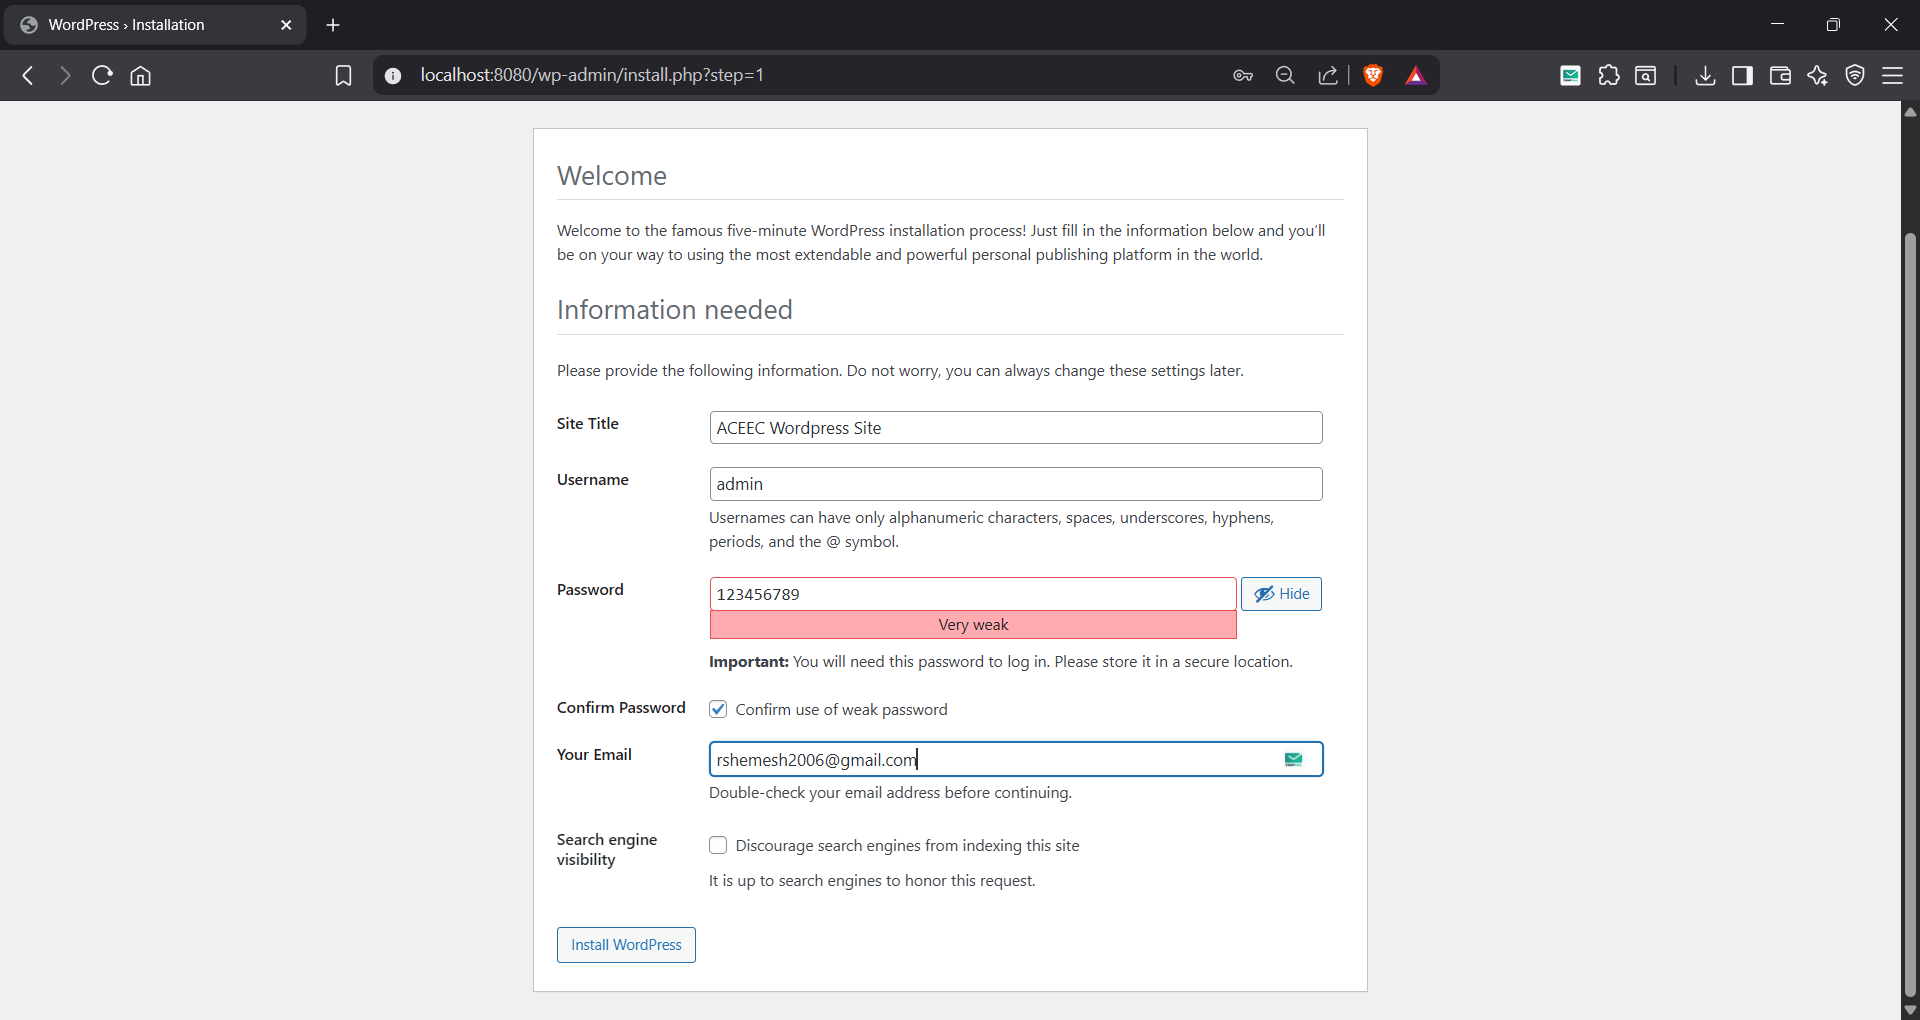 WordPress › Installation
localhost:8080/wp-admin/install.php?step=1
Welcome
Welcome to the famous five-minute WordPress installation process! Just fill in the information below and you'll
be on your way to using the most extendable and powerful personal publishing platform in the world.
Information needed
Please provide the following information. Do not worry, you can always change these settings later.
Site Title
ACEEC Wordpress Site
Username
admin
Usernames can have only alphanumeric characters, spaces, underscores, hyphens,
periods, and the @ symbol.
Password
123456789
Hide
Very weak
Important: You will need this password to log in. Please store it in a secure location.
Confirm Password
Confirm use of weak password
Your Email
rshemesh2006@gmail.com
Double-check your email address before continuing.
Search engine
visibility
Discourage search engines from indexing this site
It is up to search engines to honor this request.
Install WordPress